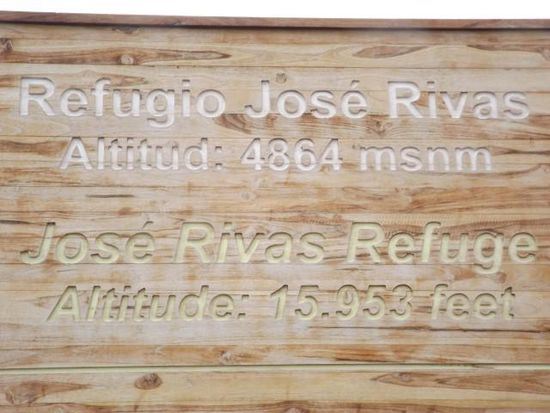 Refugio José Rivas
Altitud: 4864 msnm
José Rivas Refuge
Altitude: 15.953 feet